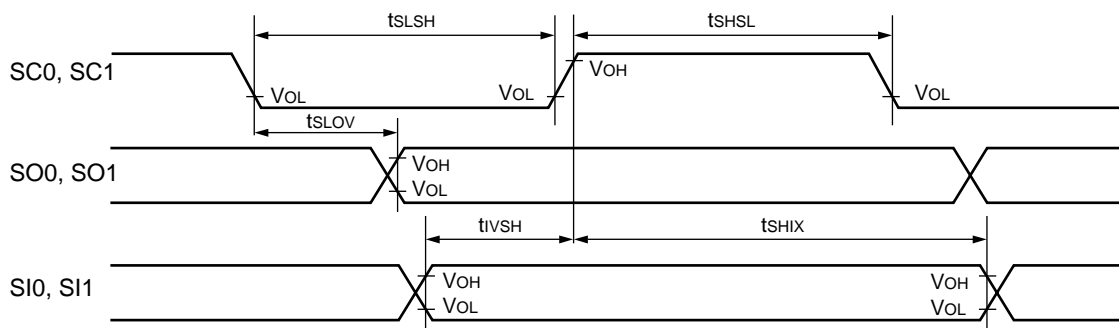 tSLSH
tSHSL
SC0, SC1
VOH
VOL
VOL
VOL
tSLOV
SO0, SO1
VOH
VOL
tIVSH
tSHIX
SI0, SI1
VOH
VOH
VOL
VOL